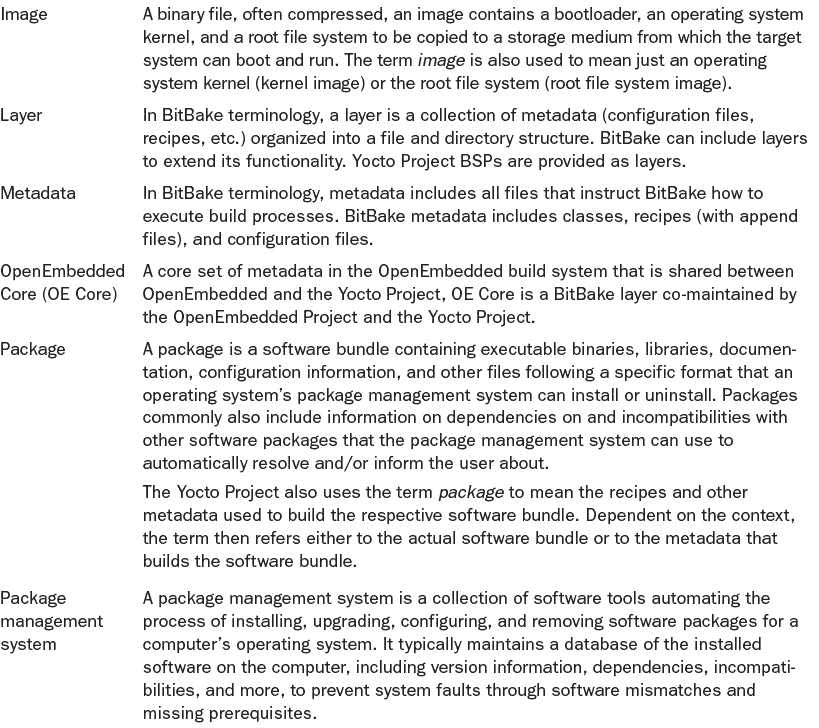 Image A binary file, often compressed, an image contains a bootloader, an operating system
kernel, and a root file system to be copied to a storage medium from which the target
system can boot and run. The term image is also used to mean just an operating
system kernel (kernel image) or the root file system (root file system image).
Layer In BitBake terminology, a layer is a collection of metadata (configuration files,
recipes, etc.) organized into a file and directory structure. BitBake can include layers
to extend its functionality. Yocto Project BSPs are provided as layers.
Metadata In BitBake terminology, metadata includes all files that instruct BitBake how to
execute build processes. BitBake metadata includes classes, recipes (with append
files), and configuration files.
OpenEmbedded A core set of metadata in the OpenEmbedded build system that is shared between
Core (OE Core) OpenEmbedded and the Yocto Project, OE Core is a BitBake layer co-maintained by
the OpenEmbedded Project and the Yocto Project.
Package A package is a software bundle containing executable binaries, libraries, documen-
tation, configuration information, and other files following a specific format that an
operating system's package management system can install or uninstall. Packages
commonly also include information on dependencies on and incompatibilities with
other software packages that the package management system can use to
automatically resolve and/or inform the user about.
The Yocto Project also uses the term package to mean the recipes and other
metadata used to build the respective software bundle. Dependent on the context,
the term then refers either to the actual software bundle or to the metadata that
builds the software bundle.
Package A package management system is a collection of software tools automating the
management process of installing, upgrading, configuring, and removing software packages for a
system computer's operating system. It typically maintains a database of the installed
software on the computer, including version information, dependencies, incompati-
bilities, and more, to prevent system faults through software mismatches and
missing prerequisites.